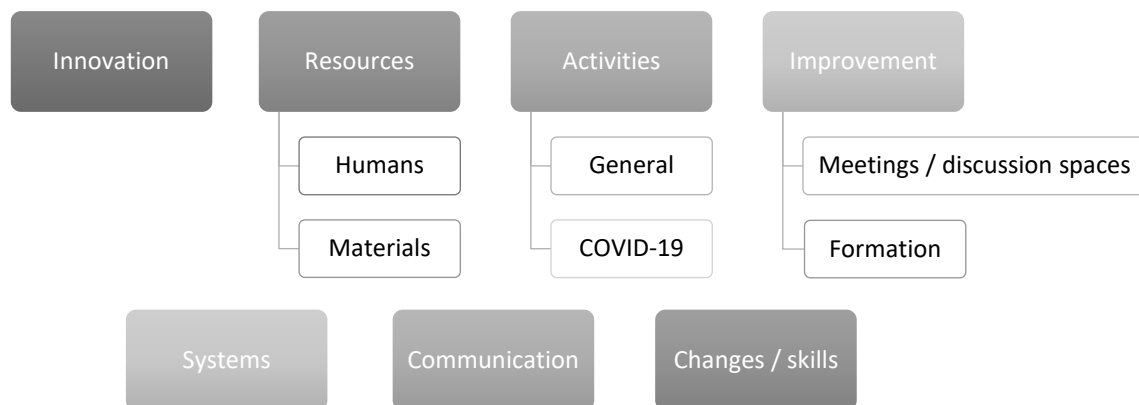 Innovation
Resources
Activities
Improvement
Humans
General
Meetings / discussion spaces
Materials
COVID-19
Formation
Systems
Communication
Changes / skills